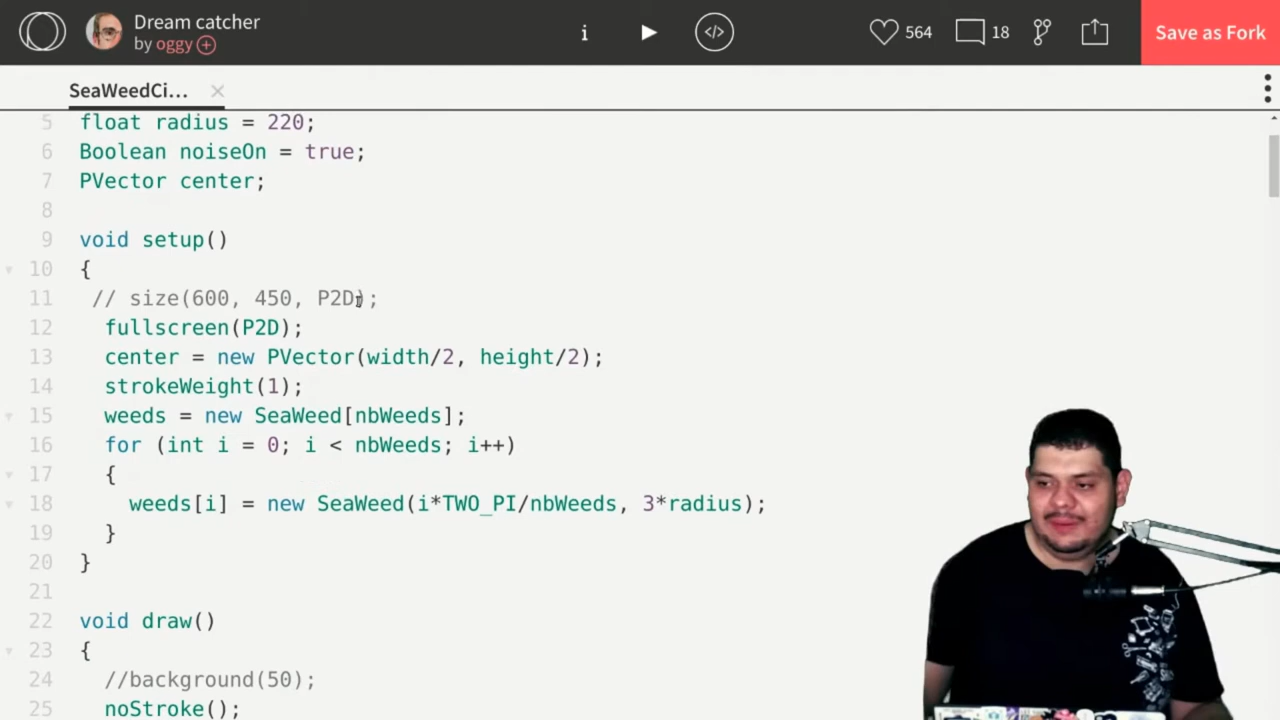 Dream catcher
by oggy
i
564
18
Save as Fork
SeaWeedCi...
5 float radius = 220;
6 Boolean noiseOn = true;
7 PVector center;
8
9 void setup()
10 {
11 // size(600, 450, P2D);
12 fullscreen(P2D);
13 center = new PVector(width/2, height/2);
14 strokeWeight(1);
15 weeds = new SeaWeed[nbWeeds];
16 for (int i = 0; i < nbWeeds; i++)
17 {
18 weeds[i] = new SeaWeed(i*TWO_PI/nbWeeds, 3*radius);
19 }
20 }
21
22 void draw()
23 {
24 //background(50);
25 noStroke();